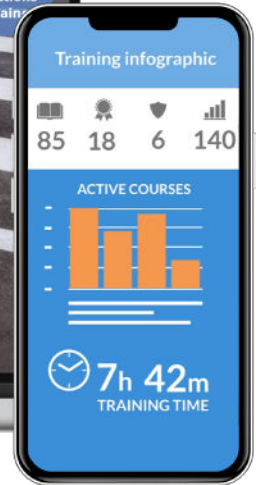 Training infographic
85 18 6 140
ACTIVE COURSES
7h 42m
TRAINING TIME